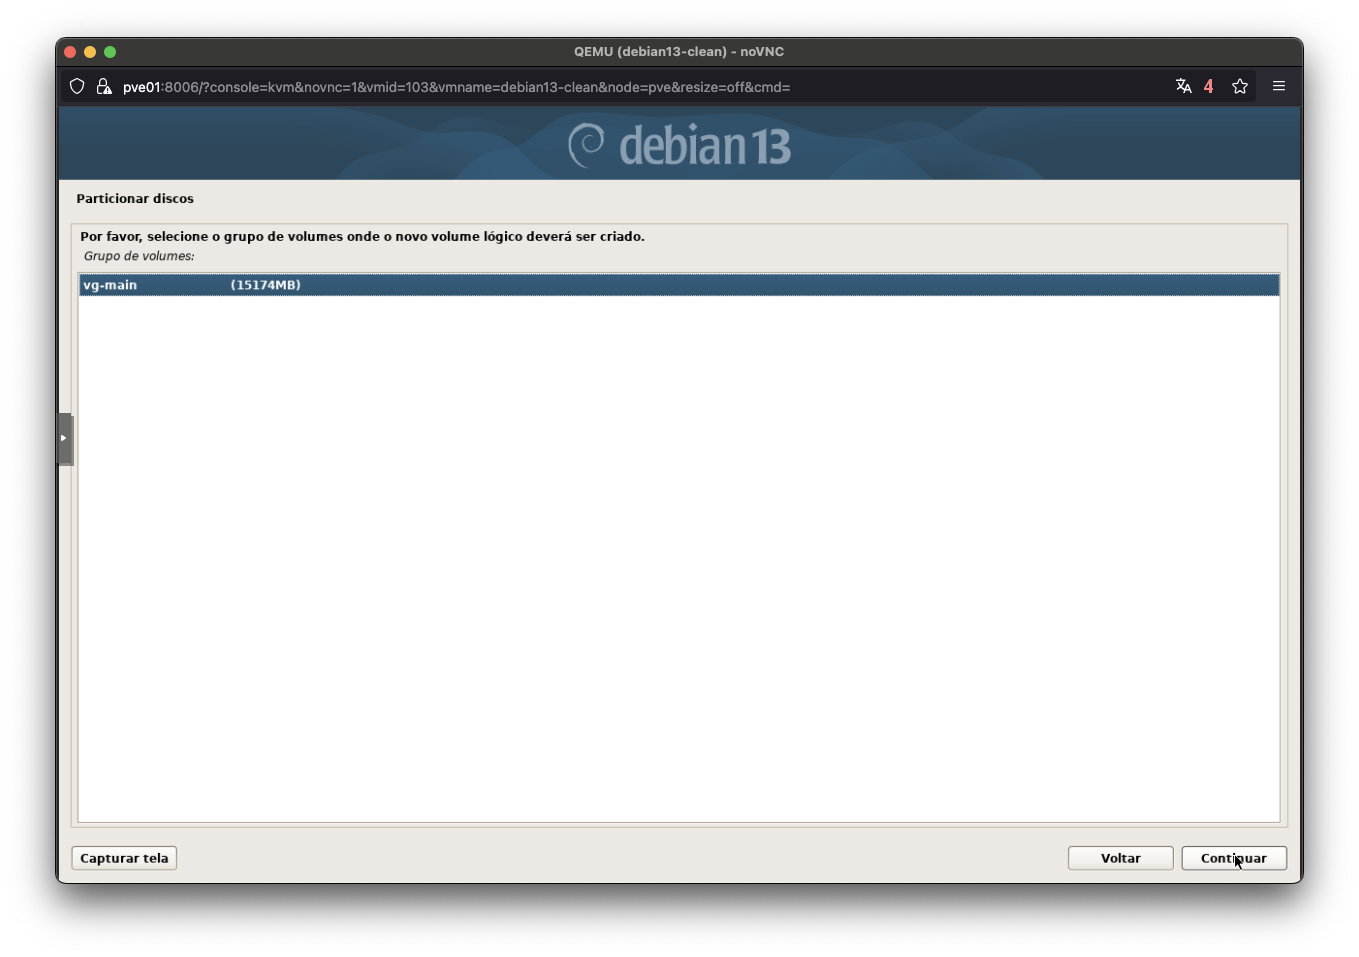 QEMU (debian13-clean) - noVNC
pve01:8006/?console=kvm&novnc=1&vmid=103&vmname=debian13-clean&node=pve&resize=off&cmd=
4
debian 13
Particionar discos
Por favor, selecione o grupo de volumes onde o novo volume lógico deverá ser criado.
Grupo de volumes:
vg-main (15174MB)
Capturar tela
Voltar
Continuar